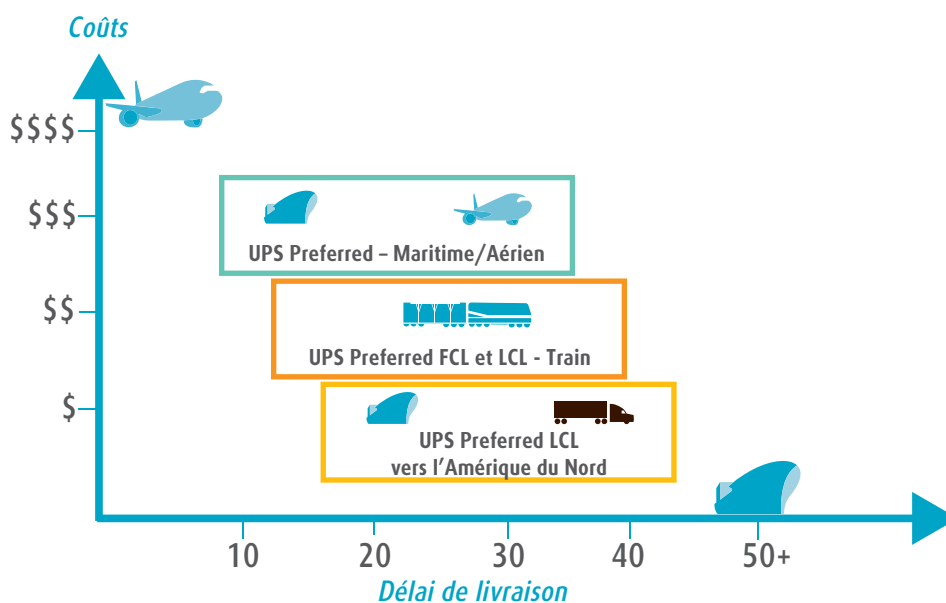 Coûts
$$$$
$$$
UPS Preferred – Maritime/Aérien
$$
UPS Preferred FCL et LCL - Train
$
UPS Preferred LCL
vers l'Amérique du Nord
10 20 30 40 50+
Délai de livraison